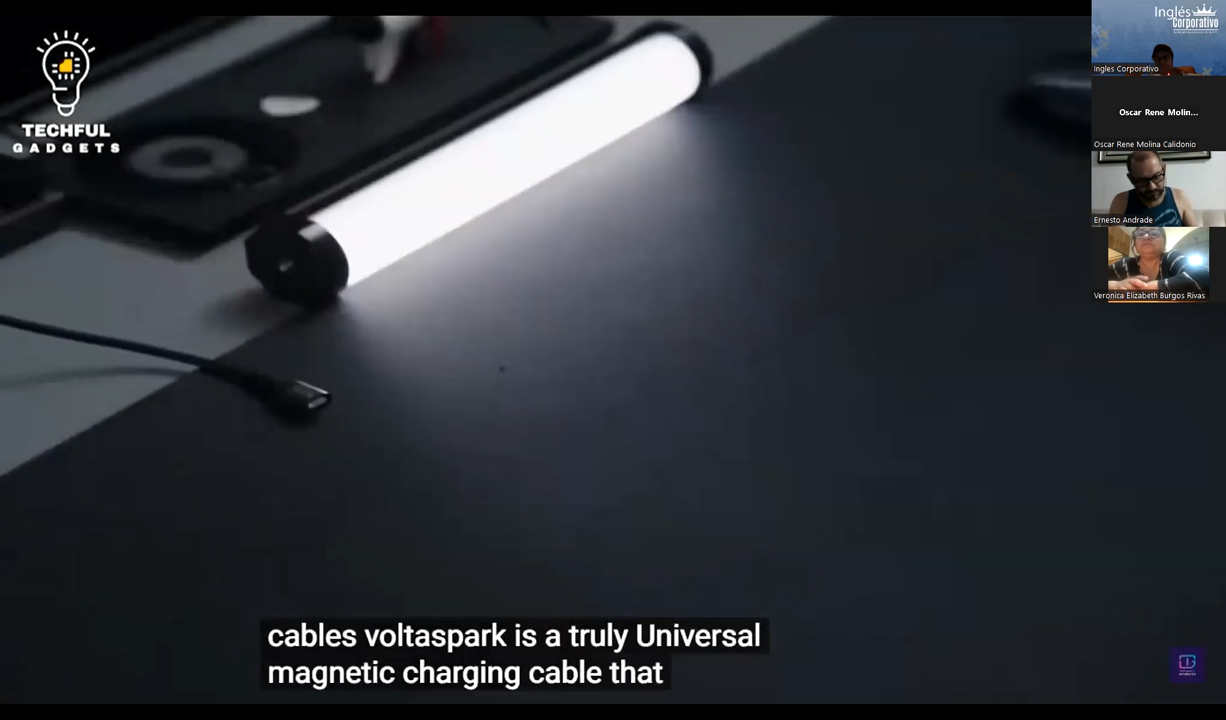 TECHFUL
GADGETS
cables voltaspark is a truly Universal
magnetic charging cable that
Inglés
Corporativo
Ingles Corporativo
Oscar Rene Molin...
Oscar Rene Molina Calidonio
Ernesto Andrade
Veronica Elizabeth Burgos Rivas